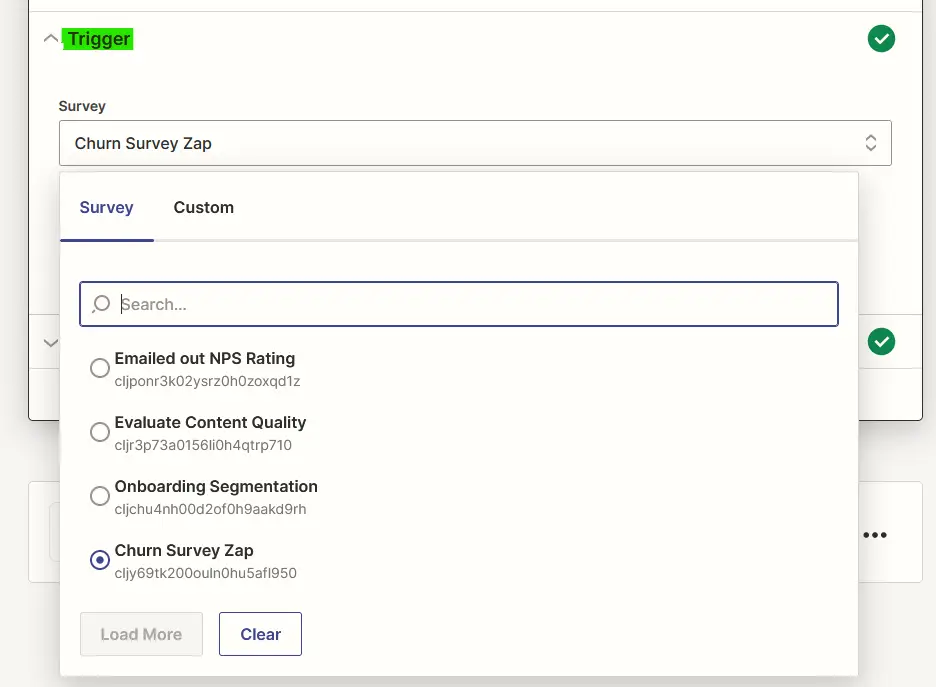 Trigger
Survey
Churn Survey Zap
Survey Custom
Search...
Emailed out NPS Rating
cljponr3k02ysrz0h0zoxqd1z
Evaluate Content Quality
cljr3p73a0156li0h4qtrp710
Onboarding Segmentation
cljchu4nh00d2of0h9aakd9rh
Churn Survey Zap
cljy69tk200ouln0hu5afl950
Load More Clear